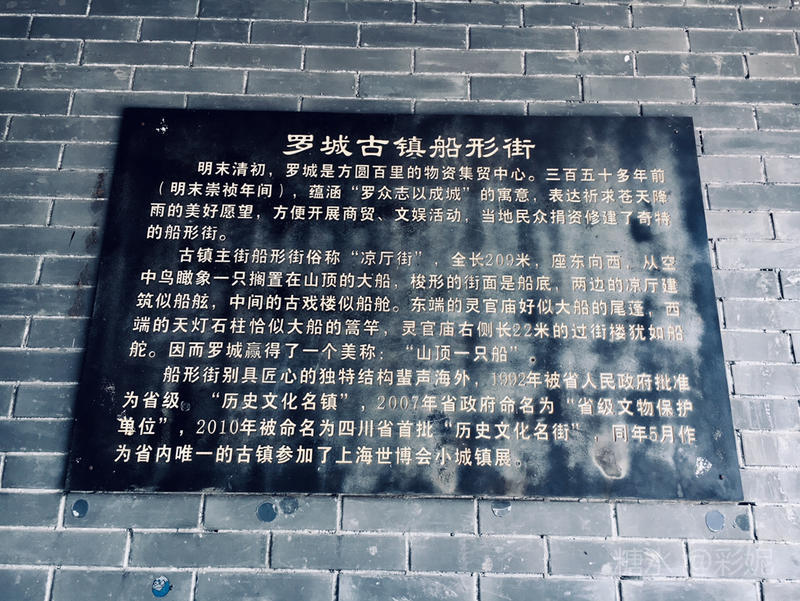 罗城古镇船形街
明末清初，罗城是方圆百里的物资集贸中心。三百五十多年前
（明末崇祯年间），蕴涵“罗众志以成城”的寓意，表达祈求苍天降
雨的美好愿望，方便开展商贸、文娱活动，当地民众捐资修建了奇特
的船形街。
古镇主街船形街俗称“凉厅街”，全长209米，座东向西，从空
中鸟瞰象一只搁置在山顶的大船，梭形的街面是船底，两边的凉厅建
筑似船舷，中间的古戏楼似船舱。东端的灵官庙好似大船的尾篷，西
端的天灯石柱恰似大船的篙竿，灵官庙右侧长22米的过街楼犹如船
舵。因而罗城赢得了一个美称：“山顶一只船”。
船形街别具匠心的独特结构蜚声海外，1992年被省人民政府批准
为省级“历史文化名镇”，2007年省政府命名为“省级文物保护
单位”，2010年被命名为四川省首批“历史文化名街”，同年5月作
为省内唯一的古镇参加了上海世博会小城镇展。
糖水 @彩妮